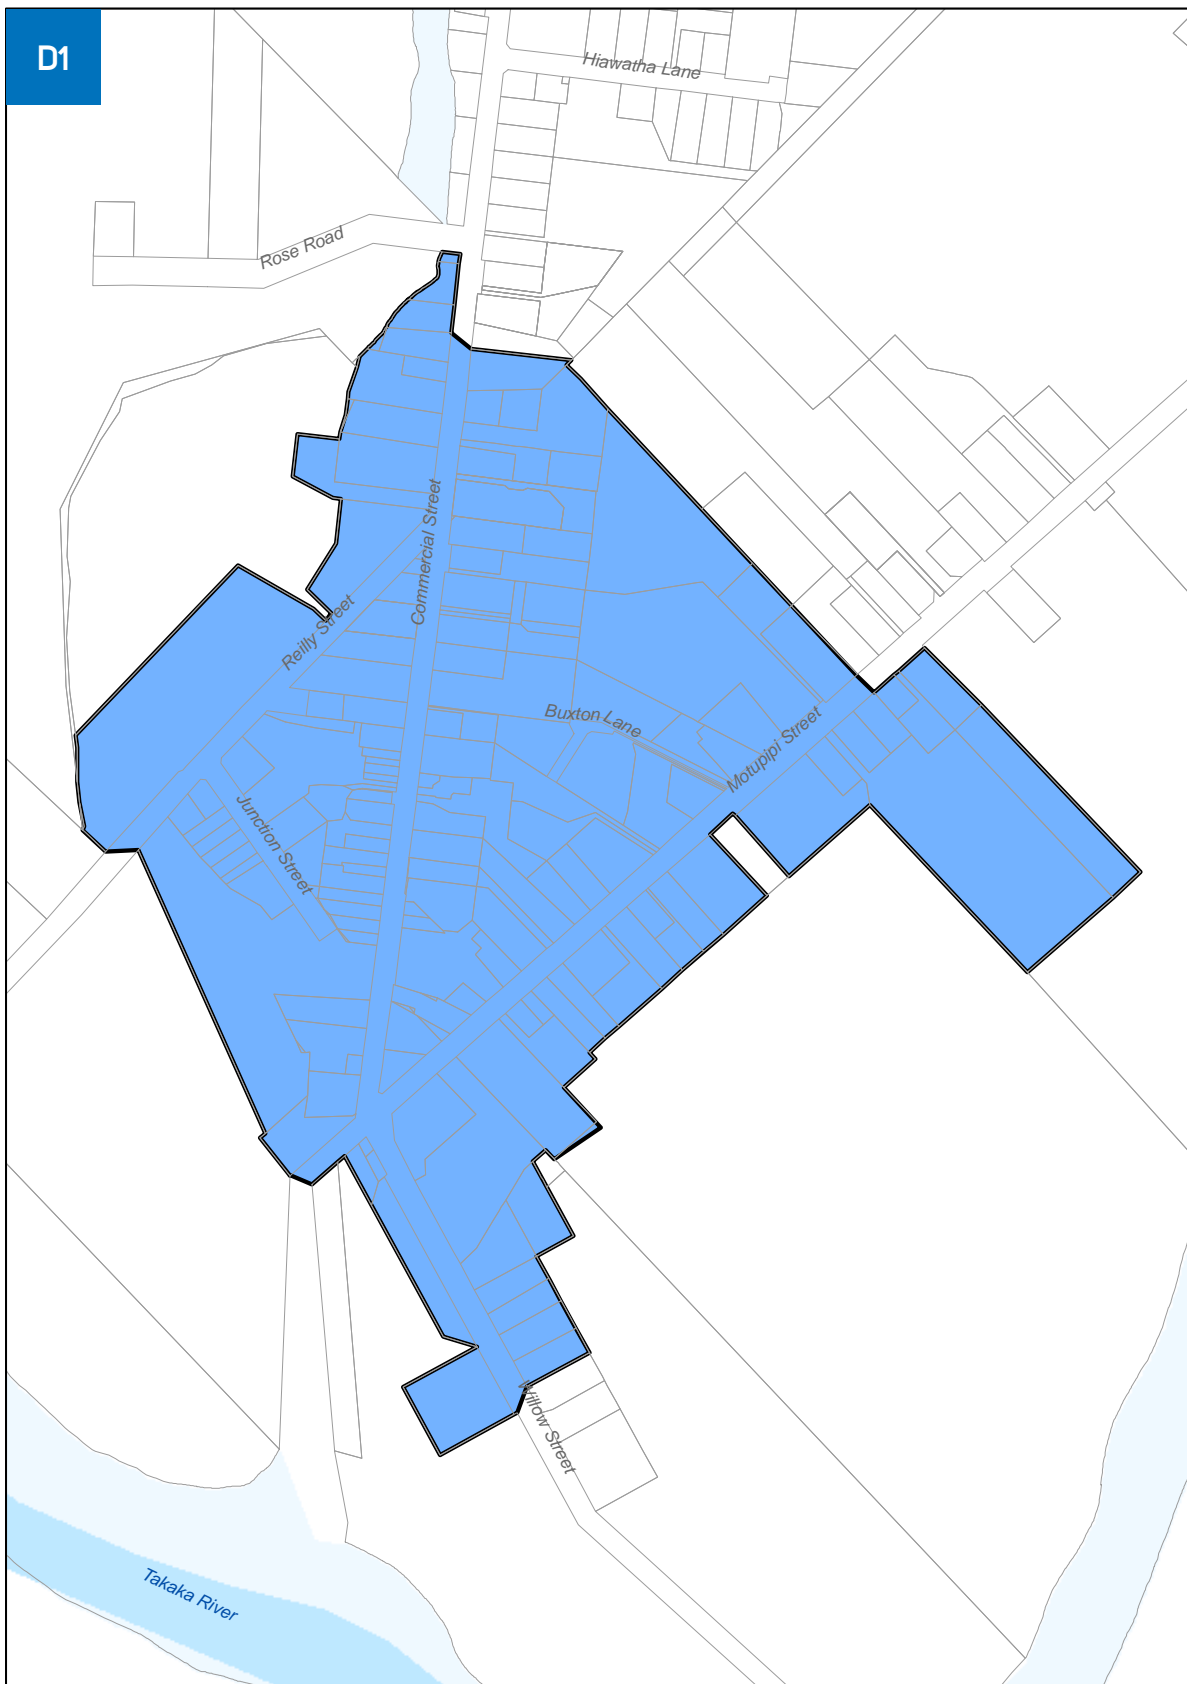 D1
Hiawatha Lane
Rose Road
Commercial Street
Reilly Street
Buxton Lane
Motupipi Street
Junction Street
Willow Street
Takaka River